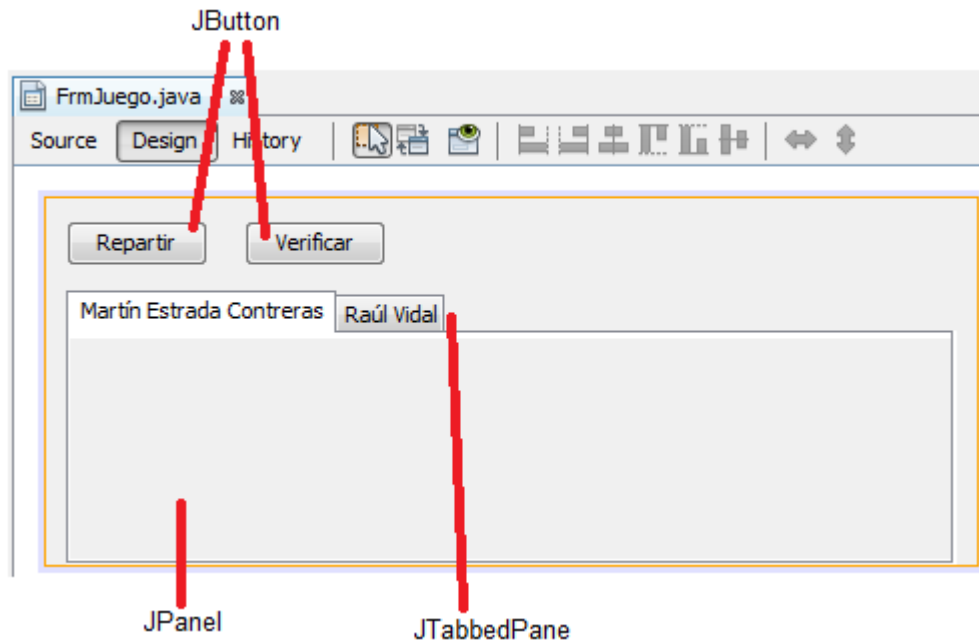 JButton
FrmJuego.java
Source Design History
Repartir Verificar
Martín Estrada Contreras Raúl Vidal
JPanel
JTabbedPane